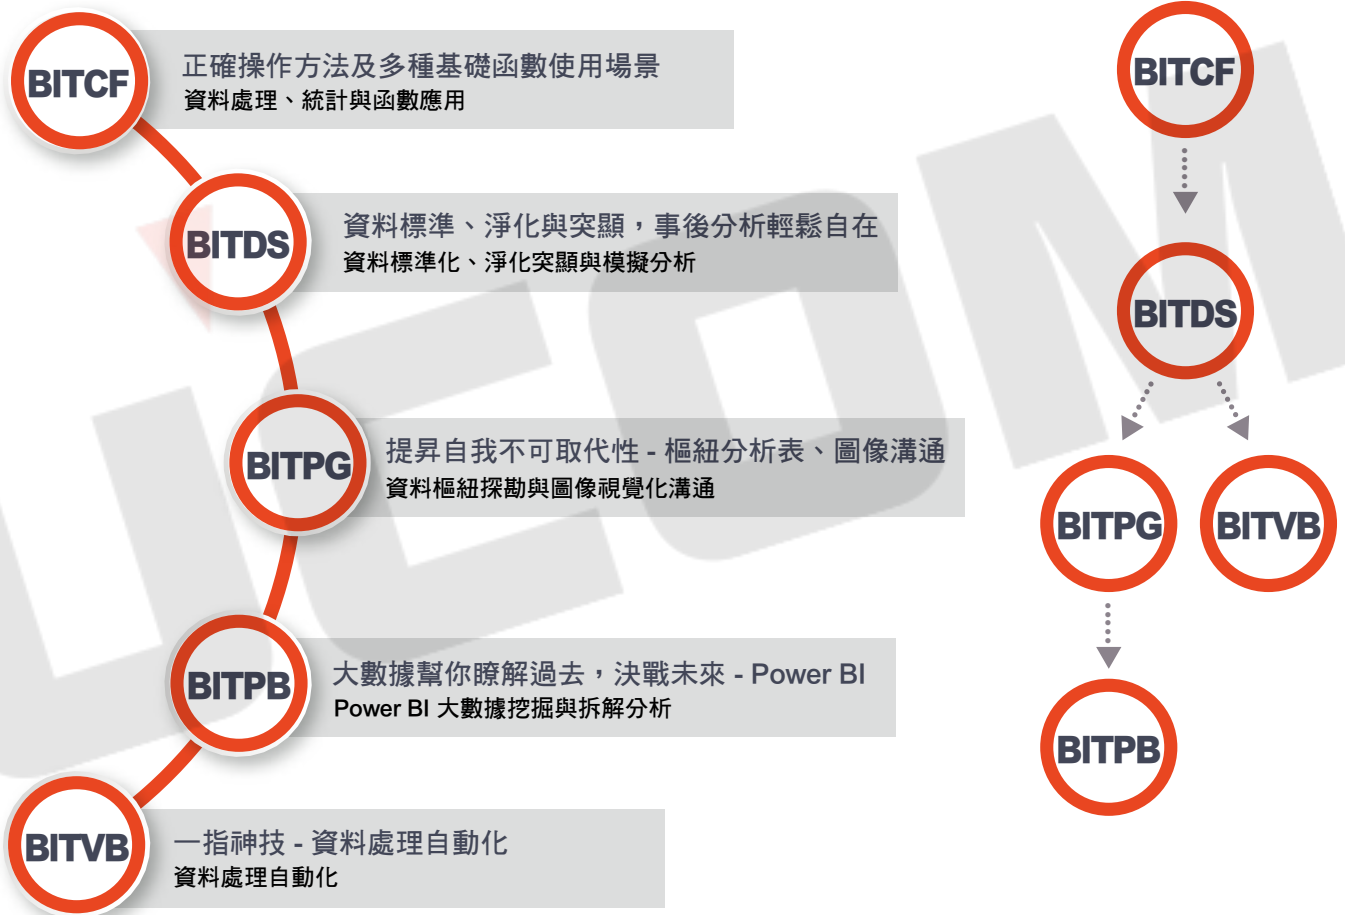 BITCF
正確操作方法及多種基礎函數使用場景
資料處理、統計與函數應用
BITDS
資料標準、淨化與突顯，事後分析輕鬆自在
資料標準化、淨化突顯與模擬分析
BITPG
提昇自我不可取代性 - 樞紐分析表、圖像溝通
資料樞紐探勘與圖像視覺化溝通
BITPB
大數據幫你瞭解過去，決戰未來 - Power BI
Power BI 大數據挖掘與拆解分析
BITVB
一指神技 - 資料處理自動化
資料處理自動化
BITCF
BITDS
BITPG
BITVB
BITPB
UCOM